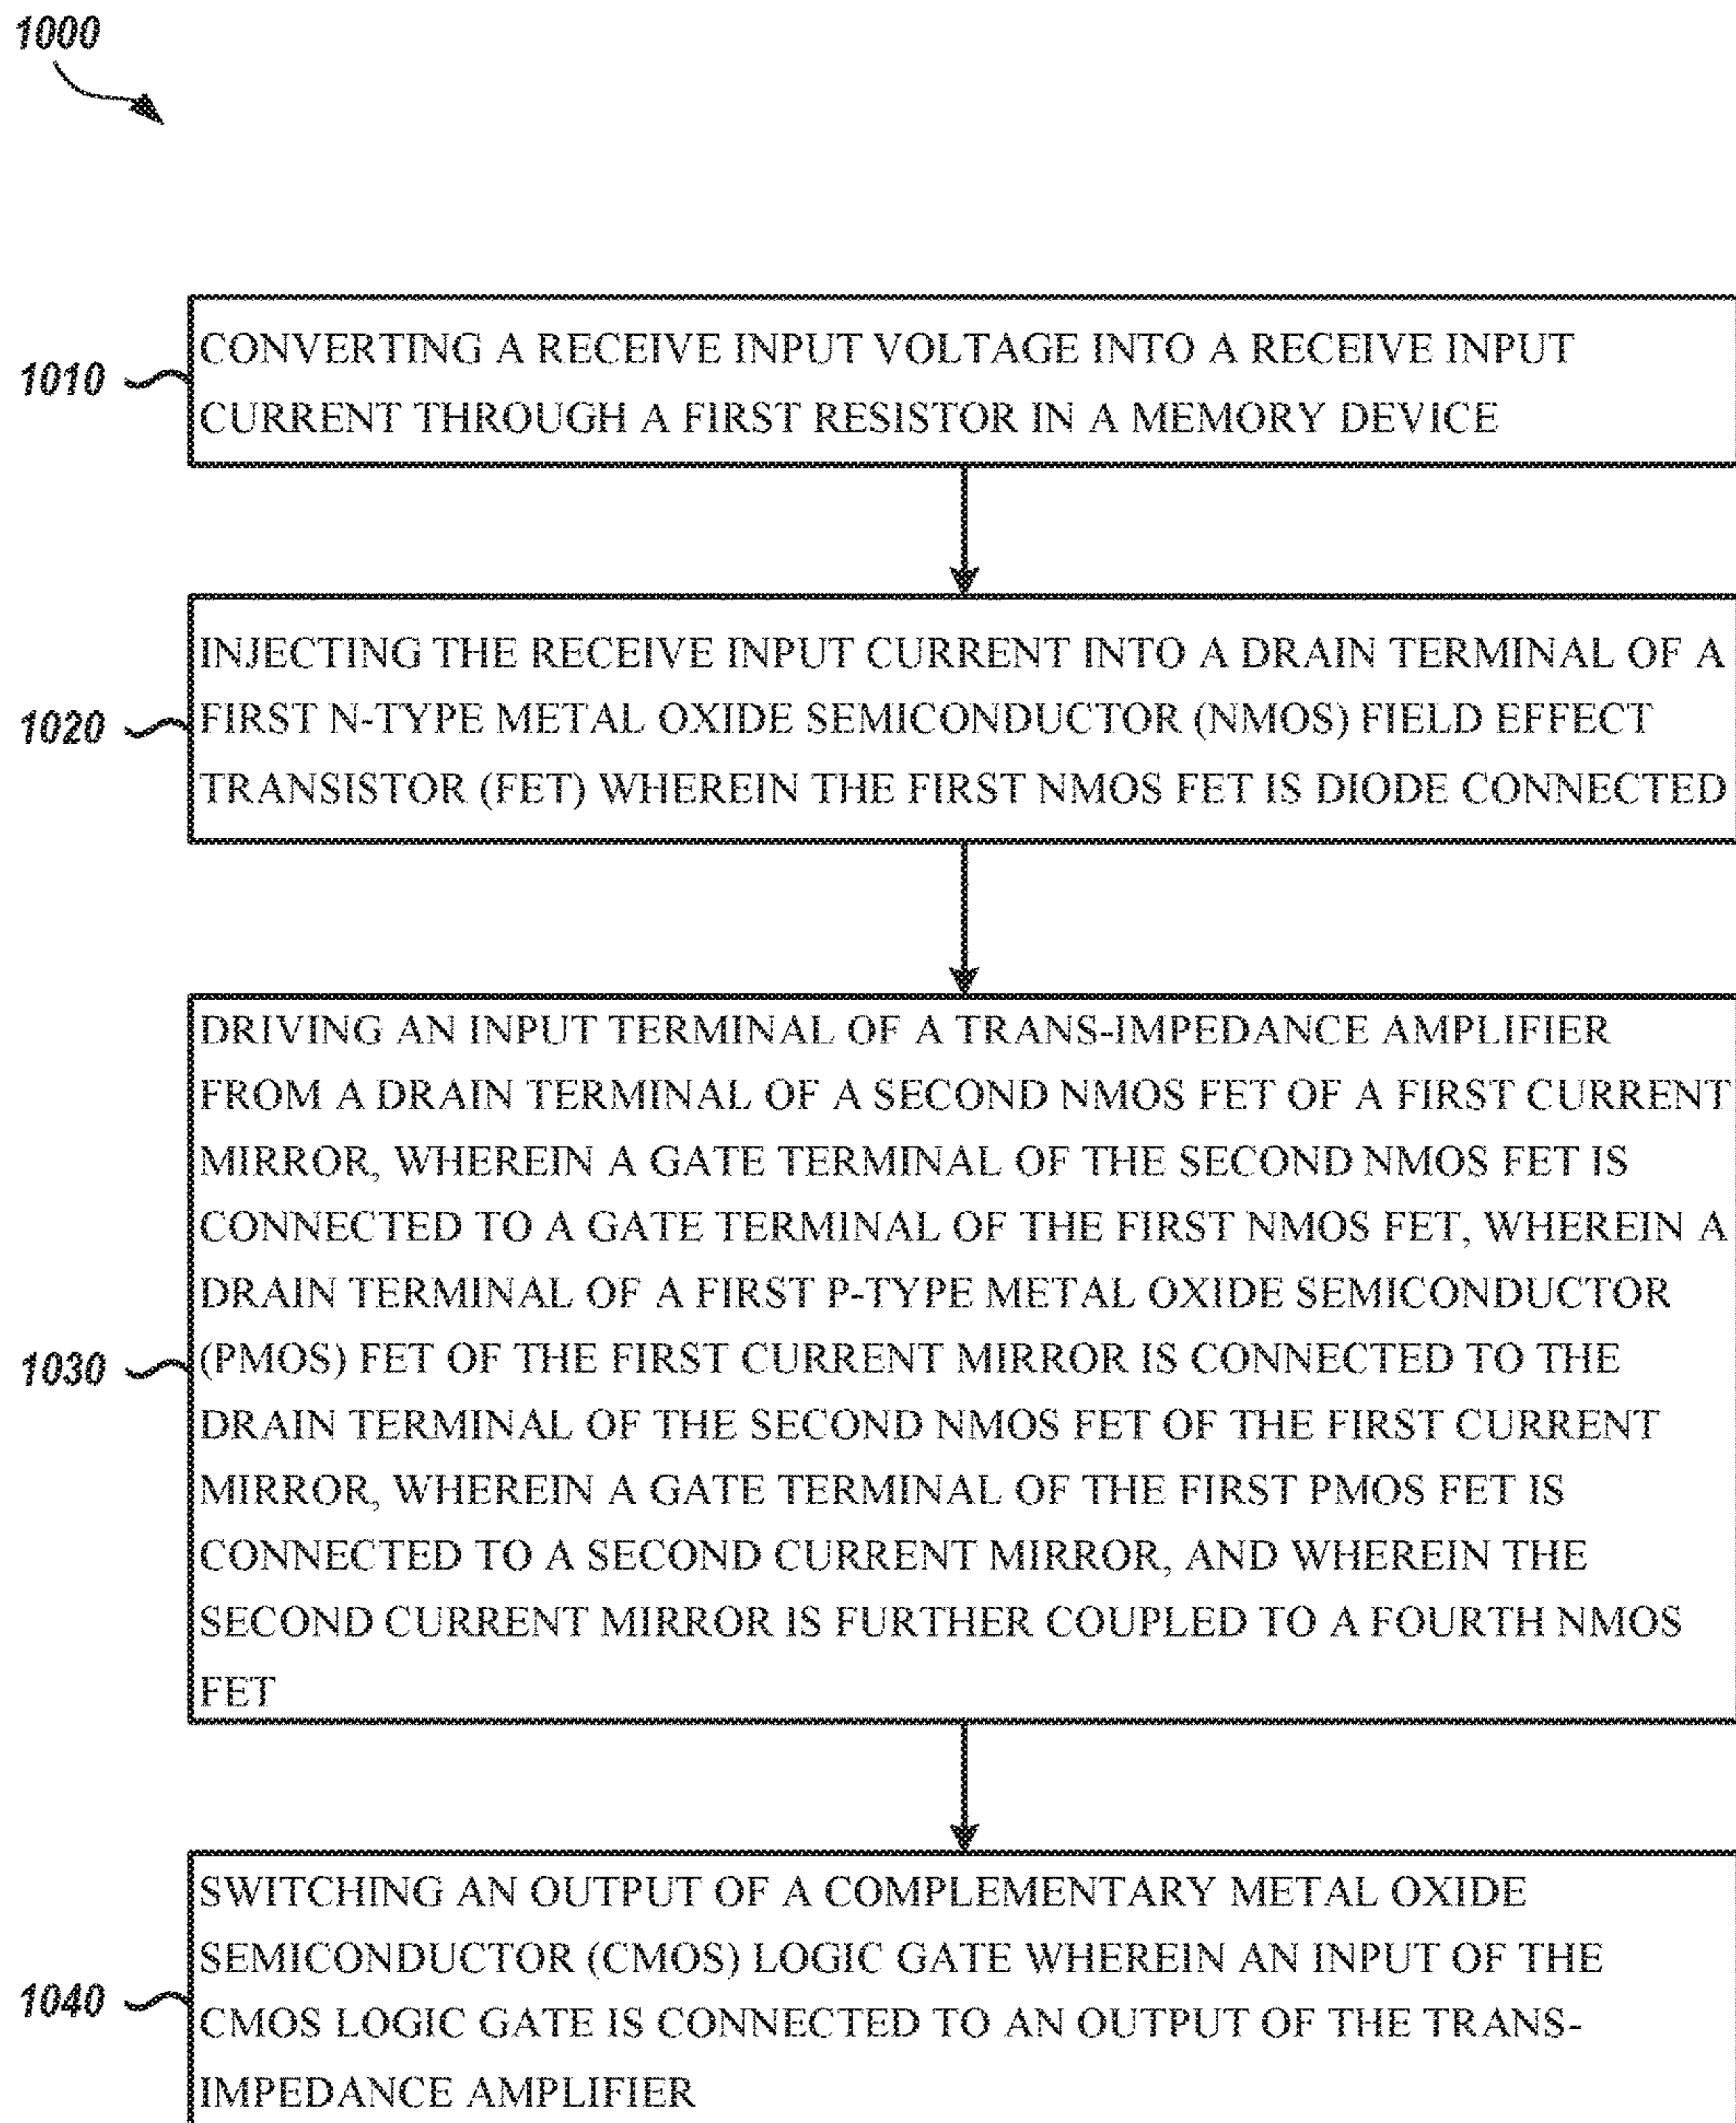 1000
1010
CONVERTING A RECEIVE INPUT VOLTAGE INTO A RECEIVE INPUT
CURRENT THROUGH A FIRST RESISTOR IN A MEMORY DEVICE
1020
INJECTING THE RECEIVE INPUT CURRENT INTO A DRAIN TERMINAL OF A
FIRST N-TYPE METAL OXIDE SEMICONDUCTOR (NMOS) FIELD EFFECT
TRANSISTOR (FET) WHEREIN THE FIRST NMOS FET IS DIODE CONNECTED
1030
DRIVING AN INPUT TERMINAL OF A TRANS-IMPEDANCE AMPLIFIER
FROM A DRAIN TERMINAL OF A SECOND NMOS FET OF A FIRST CURRENT
MIRROR, WHEREIN A GATE TERMINAL OF THE SECOND NMOS FET IS
CONNECTED TO A GATE TERMINAL OF THE FIRST NMOS FET, WHEREIN A
DRAIN TERMINAL OF A FIRST P-TYPE METAL OXIDE SEMICONDUCTOR
(PMOS) FET OF THE FIRST CURRENT MIRROR IS CONNECTED TO THE
DRAIN TERMINAL OF THE SECOND NMOS FET OF THE FIRST CURRENT
MIRROR, WHEREIN A GATE TERMINAL OF THE FIRST PMOS FET IS
CONNECTED TO A SECOND CURRENT MIRROR, AND WHEREIN THE
SECOND CURRENT MIRROR IS FURTHER COUPLED TO A FOURTH NMOS
FET
1040
SWITCHING AN OUTPUT OF A COMPLEMENTARY METAL OXIDE
SEMICONDUCTOR (CMOS) LOGIC GATE WHEREIN AN INPUT OF THE
CMOS LOGIC GATE IS CONNECTED TO AN OUTPUT OF THE TRANS-
IMPEDANCE AMPLIFIER